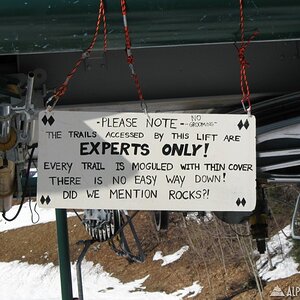 -PLEASE NOTE-- NO GROOMING
THE TRAILS ACCESSED BY THIS LIFT ARE
EXPERTS ONLY!
EVERY TRAIL IS MOGULED WITH THIN COVER
THERE IS NO EASY WAY DOWN!
DID WE MENTION ROCKS?!